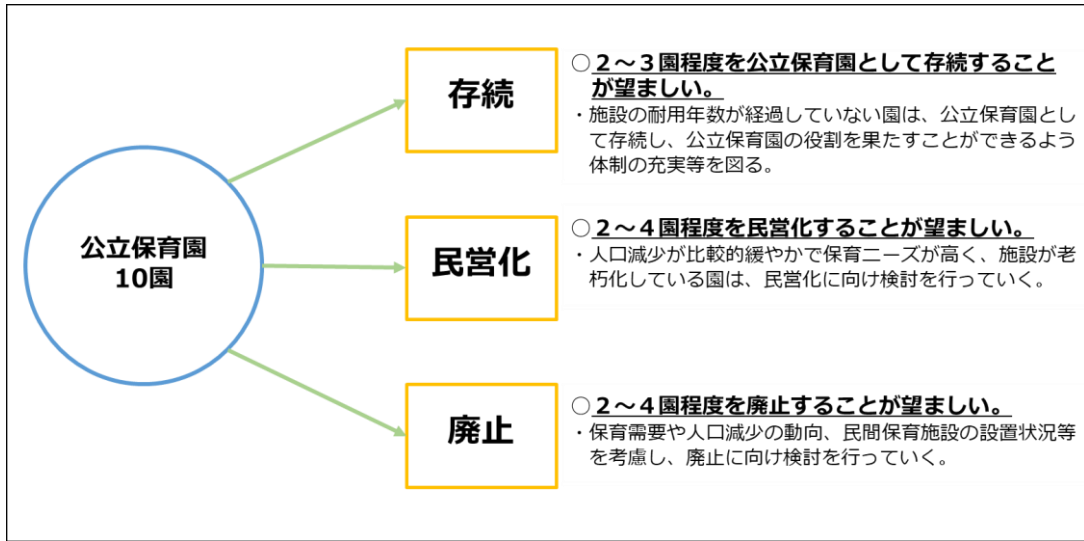 公立保育園
10園
存続
○２～３園程度を公立保育園として存続すること
が望ましい。
・施設の耐用年数が経過していない園は、公立保育園とし
て存続し、公立保育園の役割を果たすことができるよう
体制の充実等を図る。
民営化
○２～４園程度を民営化することが望ましい。
・人口減少が比較的緩やかで保育ニーズが高く、施設が老
朽化している園は、民営化に向け検討を行っていく。
廃止
○２～４園程度を廃止することが望ましい。
・保育需要や人口減少の動向、民間保育施設の設置状況等
を考慮し、廃止に向け検討を行っていく。